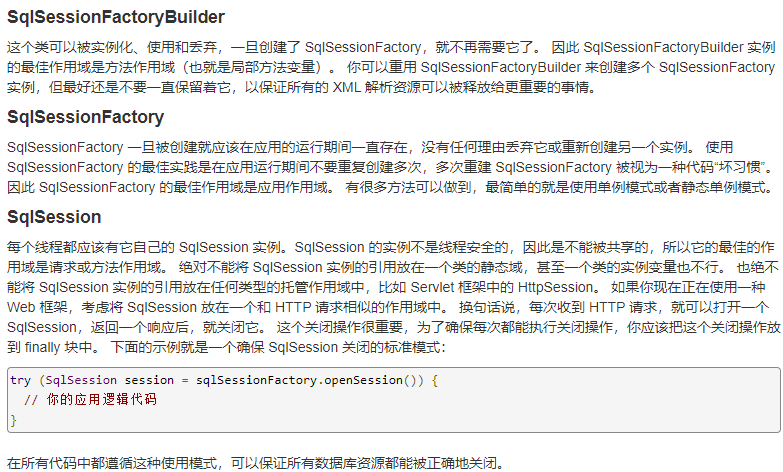 SqlSessionFactoryBuilder
这个类可以被实例化、使用和丢弃，一旦创建了 SqlSessionFactory，就不再需要它了。 因此 SqlSessionFactoryBuilder 实例
的最佳作用域是方法作用域（也就是局部方法变量）。 你可以重用 SqlSessionFactoryBuilder 来创建多个 SqlSessionFactory
实例，但最好还是不要一直保留着它，以保证所有的 XML 解析资源可以被释放给更重要的事情。
SqlSessionFactory
SqlSessionFactory 一旦被创建就应该在应用的运行期间一直存在，没有任何理由丢弃它或重新创建另一个实例。 使用
SqlSessionFactory 的最佳实践是在应用运行期间不要重复创建多次，多次重建 SqlSessionFactory 被视为一种代码“坏习惯”。
因此 SqlSessionFactory 的最佳作用域是应用作用域。 有很多方法可以做到，最简单的就是使用单例模式或者静态单例模式。
SqlSession
每个线程都应该有它自己的 SqlSession 实例。SqlSession 的实例不是线程安全的，因此是不能被共享的，所以它的最佳的作
用域是请求或方法作用域。 绝对不能将 SqlSession 实例的引用放在一个类的静态域，甚至一个类的实例变量也不行。 也绝不
能将 SqlSession 实例的引用放在任何类型的托管作用域中，比如 Servlet 框架中的 HttpSession。 如果你现在正在使用一种
Web 框架，考虑将 SqlSession 放在一个和 HTTP 请求相似的作用域中。 换句话说，每次收到 HTTP 请求，就可以打开一个
SqlSession，返回一个响应后，就关闭它。 这个关闭操作很重要，为了确保每次都能执行关闭操作，你应该把这个关闭操作放
到 finally 块中。 下面的示例就是一个确保 SqlSession 关闭的标准模式：
try (SqlSession session = sqlSessionFactory.openSession()) {
// 你的应用逻辑代码
}
在所有代码中都遵循这种使用模式，可以保证所有数据库资源都能被正确地关闭。